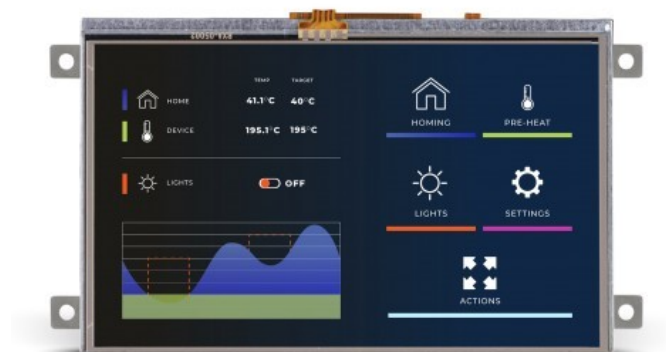 TEMP TARGET
HOME 41.1°C 40°C
DEVICE 195.1°C 195°C
LIGHTS OFF
HOMING
PRE-HEAT
LIGHTS
SETTINGS
ACTIONS